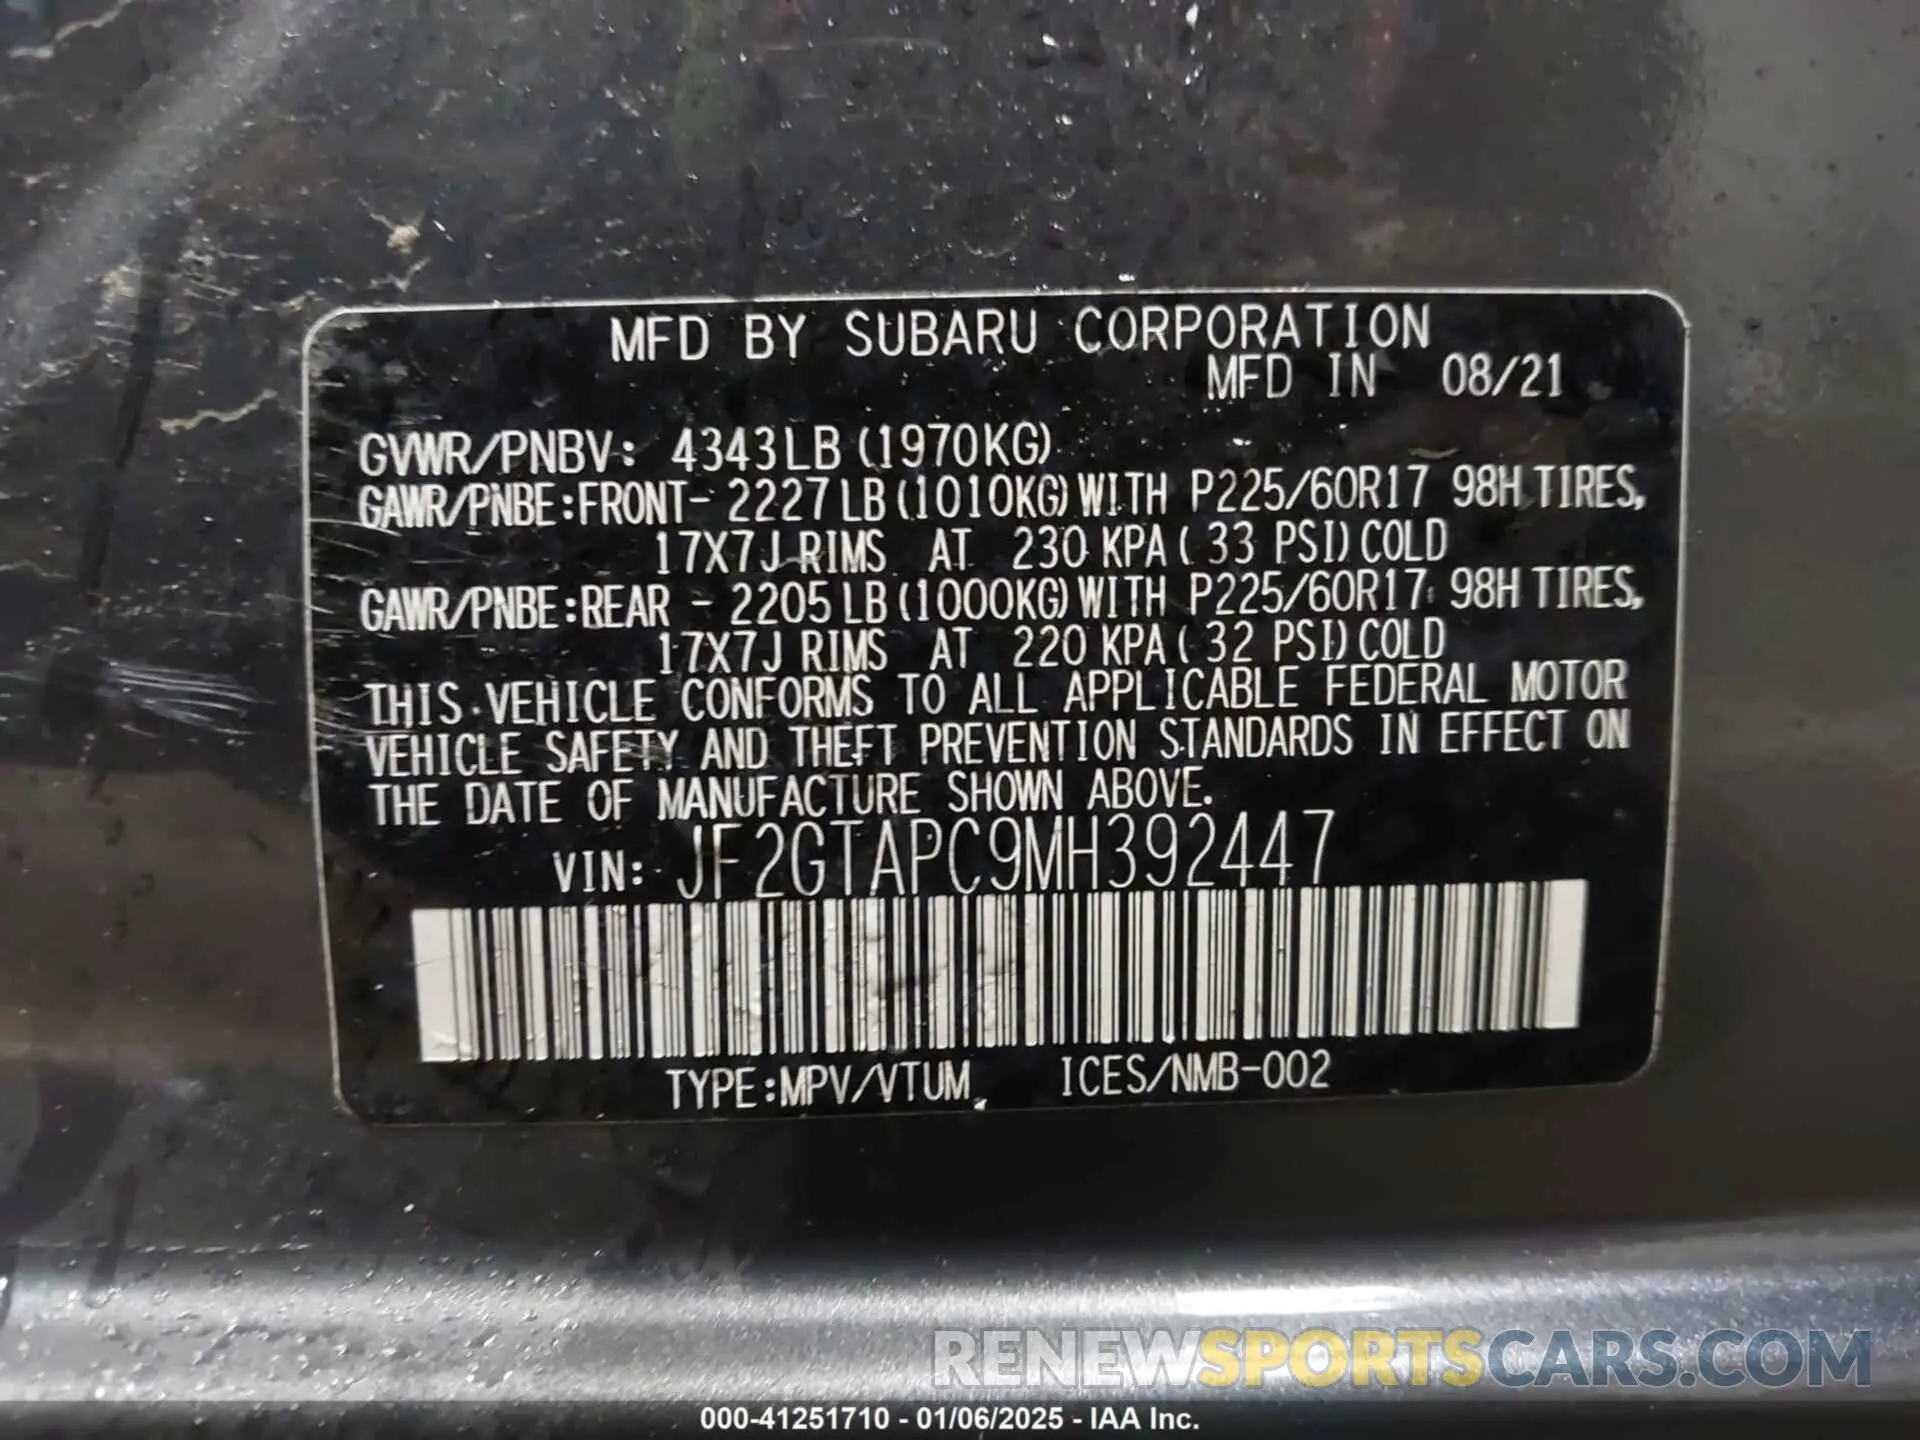 MFD BY SUBARU CORPORATION
MFD IN 08/21
GVWR/PNBV: 4343LB (1970KG)
GAWR/PNBE:FRONT- 2227LB (1010KG) WITH P225/60R17 98H TIRES,
17X7J RIMS AT 230 KPA ( 33 PSI) COLD
GAWR/PNBE:REAR - 2205LB (1000KG) WITH P225/60R17 98H TIRES,
17X7J RIMS AT 220 KPA ( 32 PSI) COLD
THIS VEHICLE CONFORMS TO ALL APPLICABLE FEDERAL MOTOR
VEHICLE SAFETY AND THEFT PREVENTION STANDARDS IN EFFECT ON
THE DATE OF MANUFACTURE SHOWN ABOVE.
VIN: JF2GTAPC9MH392447
TYPE:MPV/VTUM ICES/NMB-002
RENEWSPORTSCARS.COM
000-41251710 - 01/06/2025 - IAA Inc.